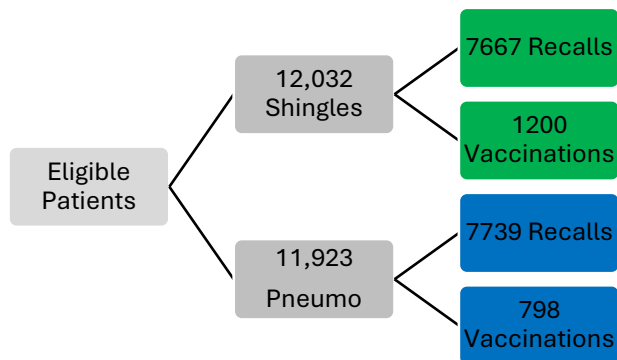 Eligible
Patients
12,032
Shingles
7667 Recalls
1200
Vaccinations
11,923
Pneumo
7739 Recalls
798
Vaccinations